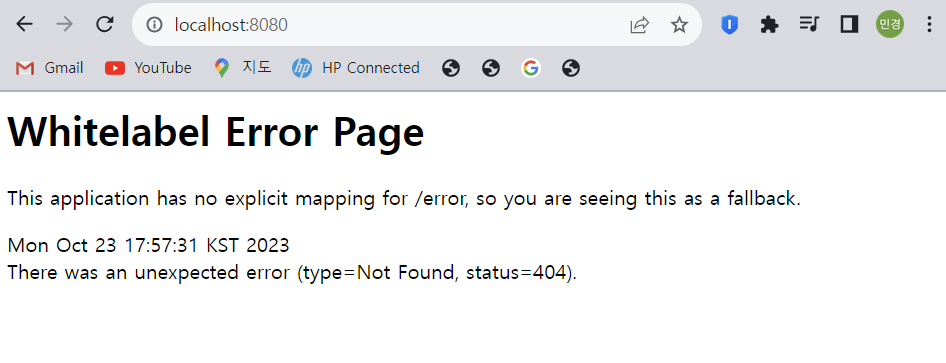 localhost:8080
민경
Gmail YouTube 지도 HP Connected
Whitelabel Error Page
This application has no explicit mapping for /error, so you are seeing this as a fallback.
Mon Oct 23 17:57:31 KST 2023
There was an unexpected error (type=Not Found, status=404).